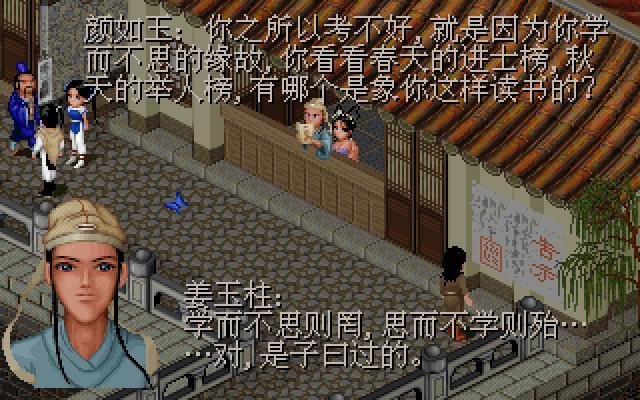 颜如玉：你之所以考不好，就是因为你学
而不思的缘故，你看看春天的进士榜，秋
天的举人榜，有哪个是象你这样读书的？
姜玉柱：
学而不思则罔，思而不学则殆…
…对，是子曰过的。